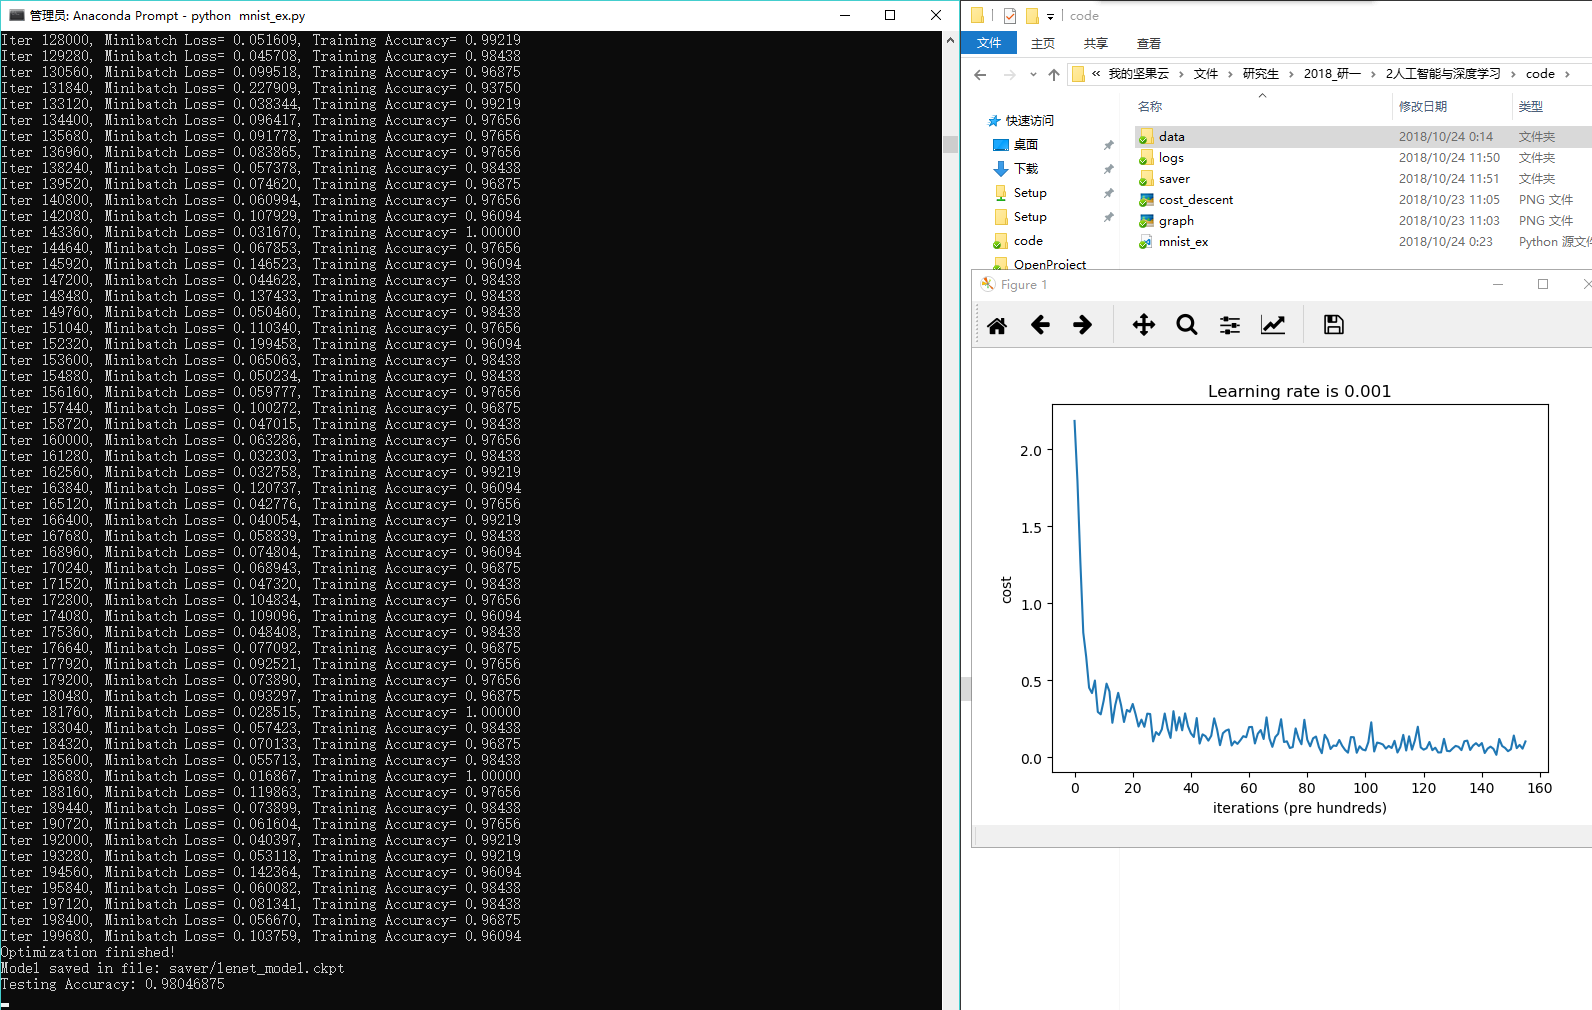 管理员: Anaconda Prompt - python  mnist_ex.py
Iter 128000, Minibatch Loss= 0.051609, Training Accuracy= 0.99219
Iter 129280, Minibatch Loss= 0.045708, Training Accuracy= 0.98438
Iter 130560, Minibatch Loss= 0.099518, Training Accuracy= 0.96875
Iter 131840, Minibatch Loss= 0.227909, Training Accuracy= 0.93750
Iter 133120, Minibatch Loss= 0.038344, Training Accuracy= 0.99219
Iter 134400, Minibatch Loss= 0.096417, Training Accuracy= 0.97656
Iter 135680, Minibatch Loss= 0.091778, Training Accuracy= 0.97656
Iter 136960, Minibatch Loss= 0.083865, Training Accuracy= 0.97656
Iter 138240, Minibatch Loss= 0.057378, Training Accuracy= 0.98438
Iter 139520, Minibatch Loss= 0.074620, Training Accuracy= 0.96875
Iter 140800, Minibatch Loss= 0.060994, Training Accuracy= 0.97656
Iter 142080, Minibatch Loss= 0.107929, Training Accuracy= 0.96094
Iter 143360, Minibatch Loss= 0.031670, Training Accuracy= 1.00000
Iter 144640, Minibatch Loss= 0.067853, Training Accuracy= 0.97656
Iter 145920, Minibatch Loss= 0.146523, Training Accuracy= 0.96094
Iter 147200, Minibatch Loss= 0.044628, Training Accuracy= 0.98438
Iter 148480, Minibatch Loss= 0.137433, Training Accuracy= 0.98438
Iter 149760, Minibatch Loss= 0.050460, Training Accuracy= 0.98438
Iter 151040, Minibatch Loss= 0.110340, Training Accuracy= 0.97656
Iter 152320, Minibatch Loss= 0.199458, Training Accuracy= 0.96094
Iter 153600, Minibatch Loss= 0.065063, Training Accuracy= 0.98438
Iter 154880, Minibatch Loss= 0.050234, Training Accuracy= 0.98438
Iter 156160, Minibatch Loss= 0.059777, Training Accuracy= 0.97656
Iter 157440, Minibatch Loss= 0.100272, Training Accuracy= 0.96875
Iter 158720, Minibatch Loss= 0.047015, Training Accuracy= 0.98438
Iter 160000, Minibatch Loss= 0.063286, Training Accuracy= 0.97656
Iter 161280, Minibatch Loss= 0.032303, Training Accuracy= 0.98438
Iter 162560, Minibatch Loss= 0.032758, Training Accuracy= 0.99219
Iter 163840, Minibatch Loss= 0.120737, Training Accuracy= 0.96094
Iter 165120, Minibatch Loss= 0.042776, Training Accuracy= 0.97656
Iter 166400, Minibatch Loss= 0.040054, Training Accuracy= 0.99219
Iter 167680, Minibatch Loss= 0.058839, Training Accuracy= 0.98438
Iter 168960, Minibatch Loss= 0.074804, Training Accuracy= 0.96094
Iter 170240, Minibatch Loss= 0.068943, Training Accuracy= 0.96875
Iter 171520, Minibatch Loss= 0.047320, Training Accuracy= 0.98438
Iter 172800, Minibatch Loss= 0.104834, Training Accuracy= 0.97656
Iter 174080, Minibatch Loss= 0.109096, Training Accuracy= 0.96094
Iter 175360, Minibatch Loss= 0.048408, Training Accuracy= 0.98438
Iter 176640, Minibatch Loss= 0.077092, Training Accuracy= 0.96875
Iter 177920, Minibatch Loss= 0.092521, Training Accuracy= 0.97656
Iter 179200, Minibatch Loss= 0.073890, Training Accuracy= 0.97656
Iter 180480, Minibatch Loss= 0.093297, Training Accuracy= 0.96875
Iter 181760, Minibatch Loss= 0.028515, Training Accuracy= 1.00000
Iter 183040, Minibatch Loss= 0.057423, Training Accuracy= 0.98438
Iter 184320, Minibatch Loss= 0.070133, Training Accuracy= 0.96875
Iter 185600, Minibatch Loss= 0.055713, Training Accuracy= 0.98438
Iter 186880, Minibatch Loss= 0.016867, Training Accuracy= 1.00000
Iter 188160, Minibatch Loss= 0.119863, Training Accuracy= 0.97656
Iter 189440, Minibatch Loss= 0.073899, Training Accuracy= 0.98438
Iter 190720, Minibatch Loss= 0.061604, Training Accuracy= 0.97656
Iter 192000, Minibatch Loss= 0.040397, Training Accuracy= 0.99219
Iter 193280, Minibatch Loss= 0.053118, Training Accuracy= 0.99219
Iter 194560, Minibatch Loss= 0.142364, Training Accuracy= 0.96094
Iter 195840, Minibatch Loss= 0.060082, Training Accuracy= 0.98438
Iter 197120, Minibatch Loss= 0.081341, Training Accuracy= 0.98438
Iter 198400, Minibatch Loss= 0.056670, Training Accuracy= 0.96875
Iter 199680, Minibatch Loss= 0.103759, Training Accuracy= 0.96094
Optimization finished!
Model saved in file: saver/lenet_model.ckpt
Testing Accuracy: 0.98046875
code
文件 主页 共享 查看
« 我的坚果云 › 文件 › 研究生 › 2018_研一 › 2人工智能与深度学习 › code ›
快速访问
桌面
下载
Setup
Setup
code
OpenProject
名称 修改日期 类型
data 2018/10/24 0:14 文件夹
logs 2018/10/24 11:50 文件夹
saver 2018/10/24 11:51 文件夹
cost_descent 2018/10/23 11:05 PNG 文件
graph 2018/10/23 11:03 PNG 文件
mnist_ex 2018/10/24 0:23 Python 源文
Figure 1
Learning rate is 0.001
cost
2.0
1.5
1.0
0.5
0.0
0 20 40 60 80 100 120 140 160
iterations (pre hundreds)